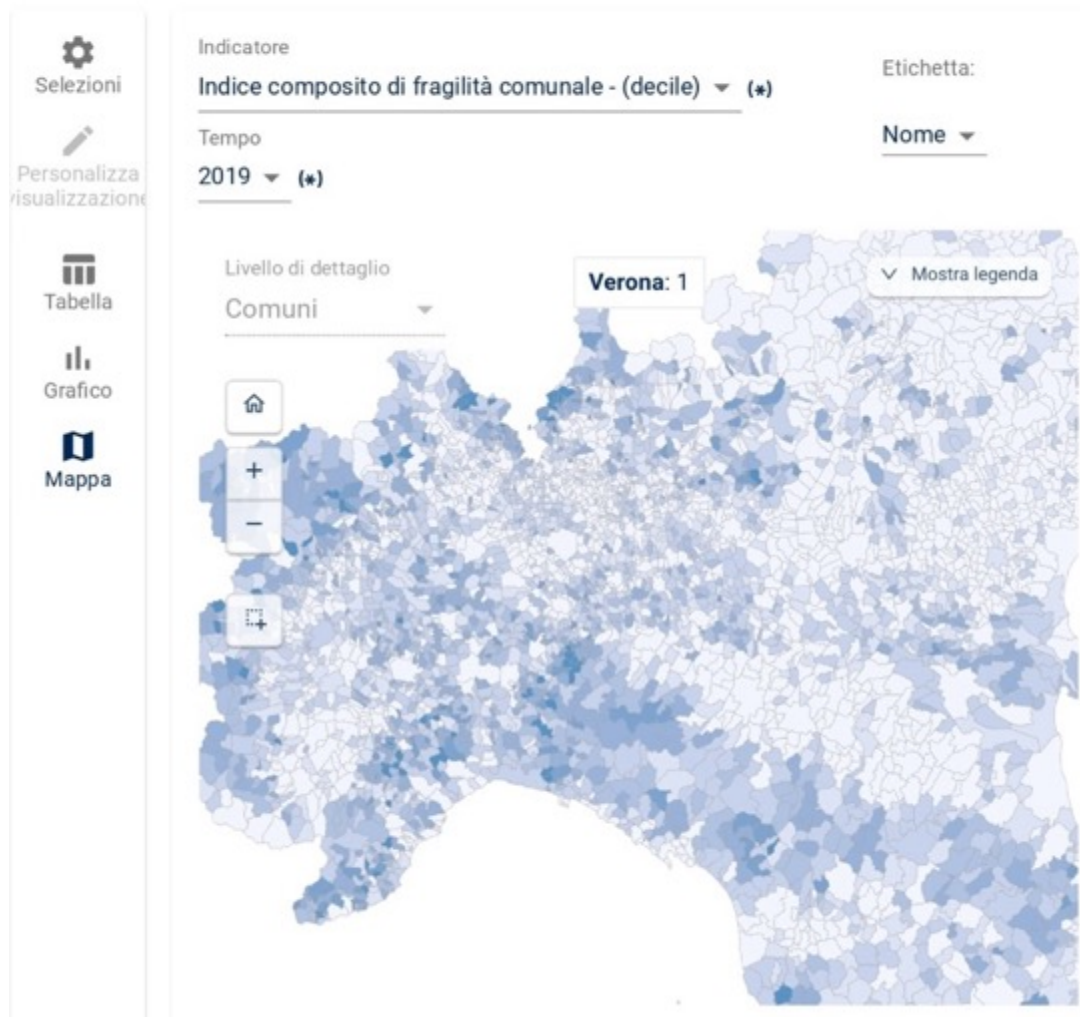 Selezioni
Personalizza
visualizzazione
Tabella
Grafico
Mappa
Indicatore
Indice composito di fragilità comunale - (decile) (*)
Tempo
2019 (*)
Etichetta:
Nome
Livello di dettaglio
Comuni
Verona: 1
Mostra legenda
+
−